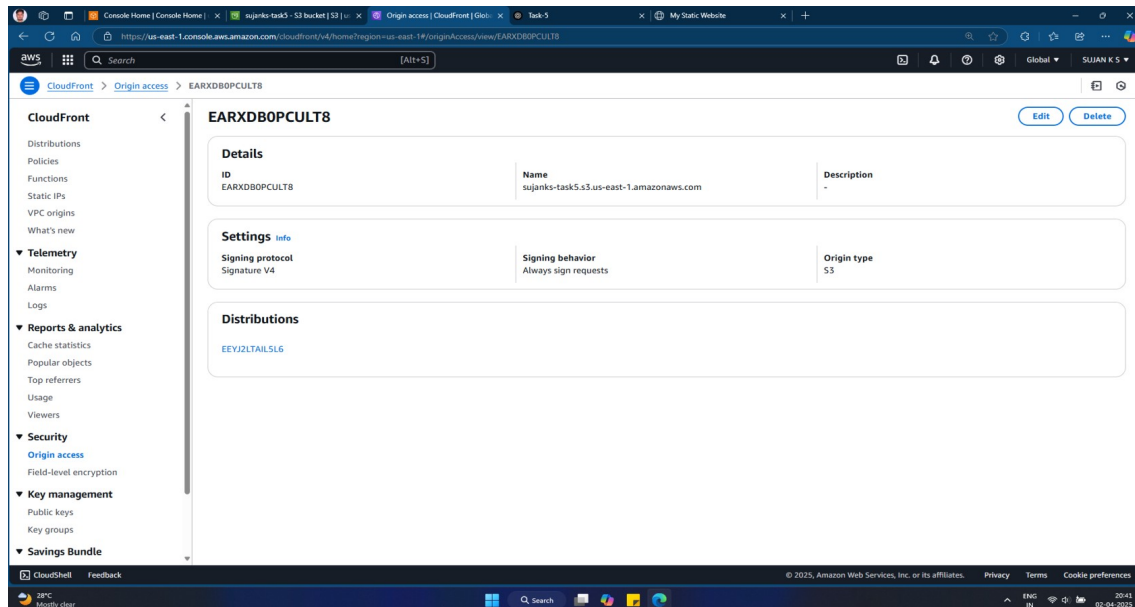 Console Home | Console Home |
sujanks-task5 - S3 bucket | S3 | us
Origin access | CloudFront | Glob
Task-5
My Static Website
https://us-east-1.console.aws.amazon.com/cloudfront/v4/home?region=us-east-1#/originAccess/view/EARXDB0PCULT8
aws
Search
[Alt+S]
Global
SUJAN K S
CloudFront > Origin access > EARXDB0PCULT8
CloudFront
Distributions
Policies
Functions
Static IPs
VPC origins
What's new
Telemetry
Monitoring
Alarms
Logs
Reports & analytics
Cache statistics
Popular objects
Top referrers
Usage
Viewers
Security
Origin access
Field-level encryption
Key management
Public keys
Key groups
Savings Bundle
EARXDB0PCULT8
Edit
Delete
Details
ID
EARXDB0PCULT8
Name
sujanks-task5.s3.us-east-1.amazonaws.com
Description
-
Settings Info
Signing protocol
Signature V4
Signing behavior
Always sign requests
Origin type
S3
Distributions
EEYJ2LTAIL5L6
CloudShell Feedback
© 2025, Amazon Web Services, Inc. or its affiliates. Privacy Terms Cookie preferences
28°C
Mostly clear
Search
ENG
IN
20:41
02-04-2025